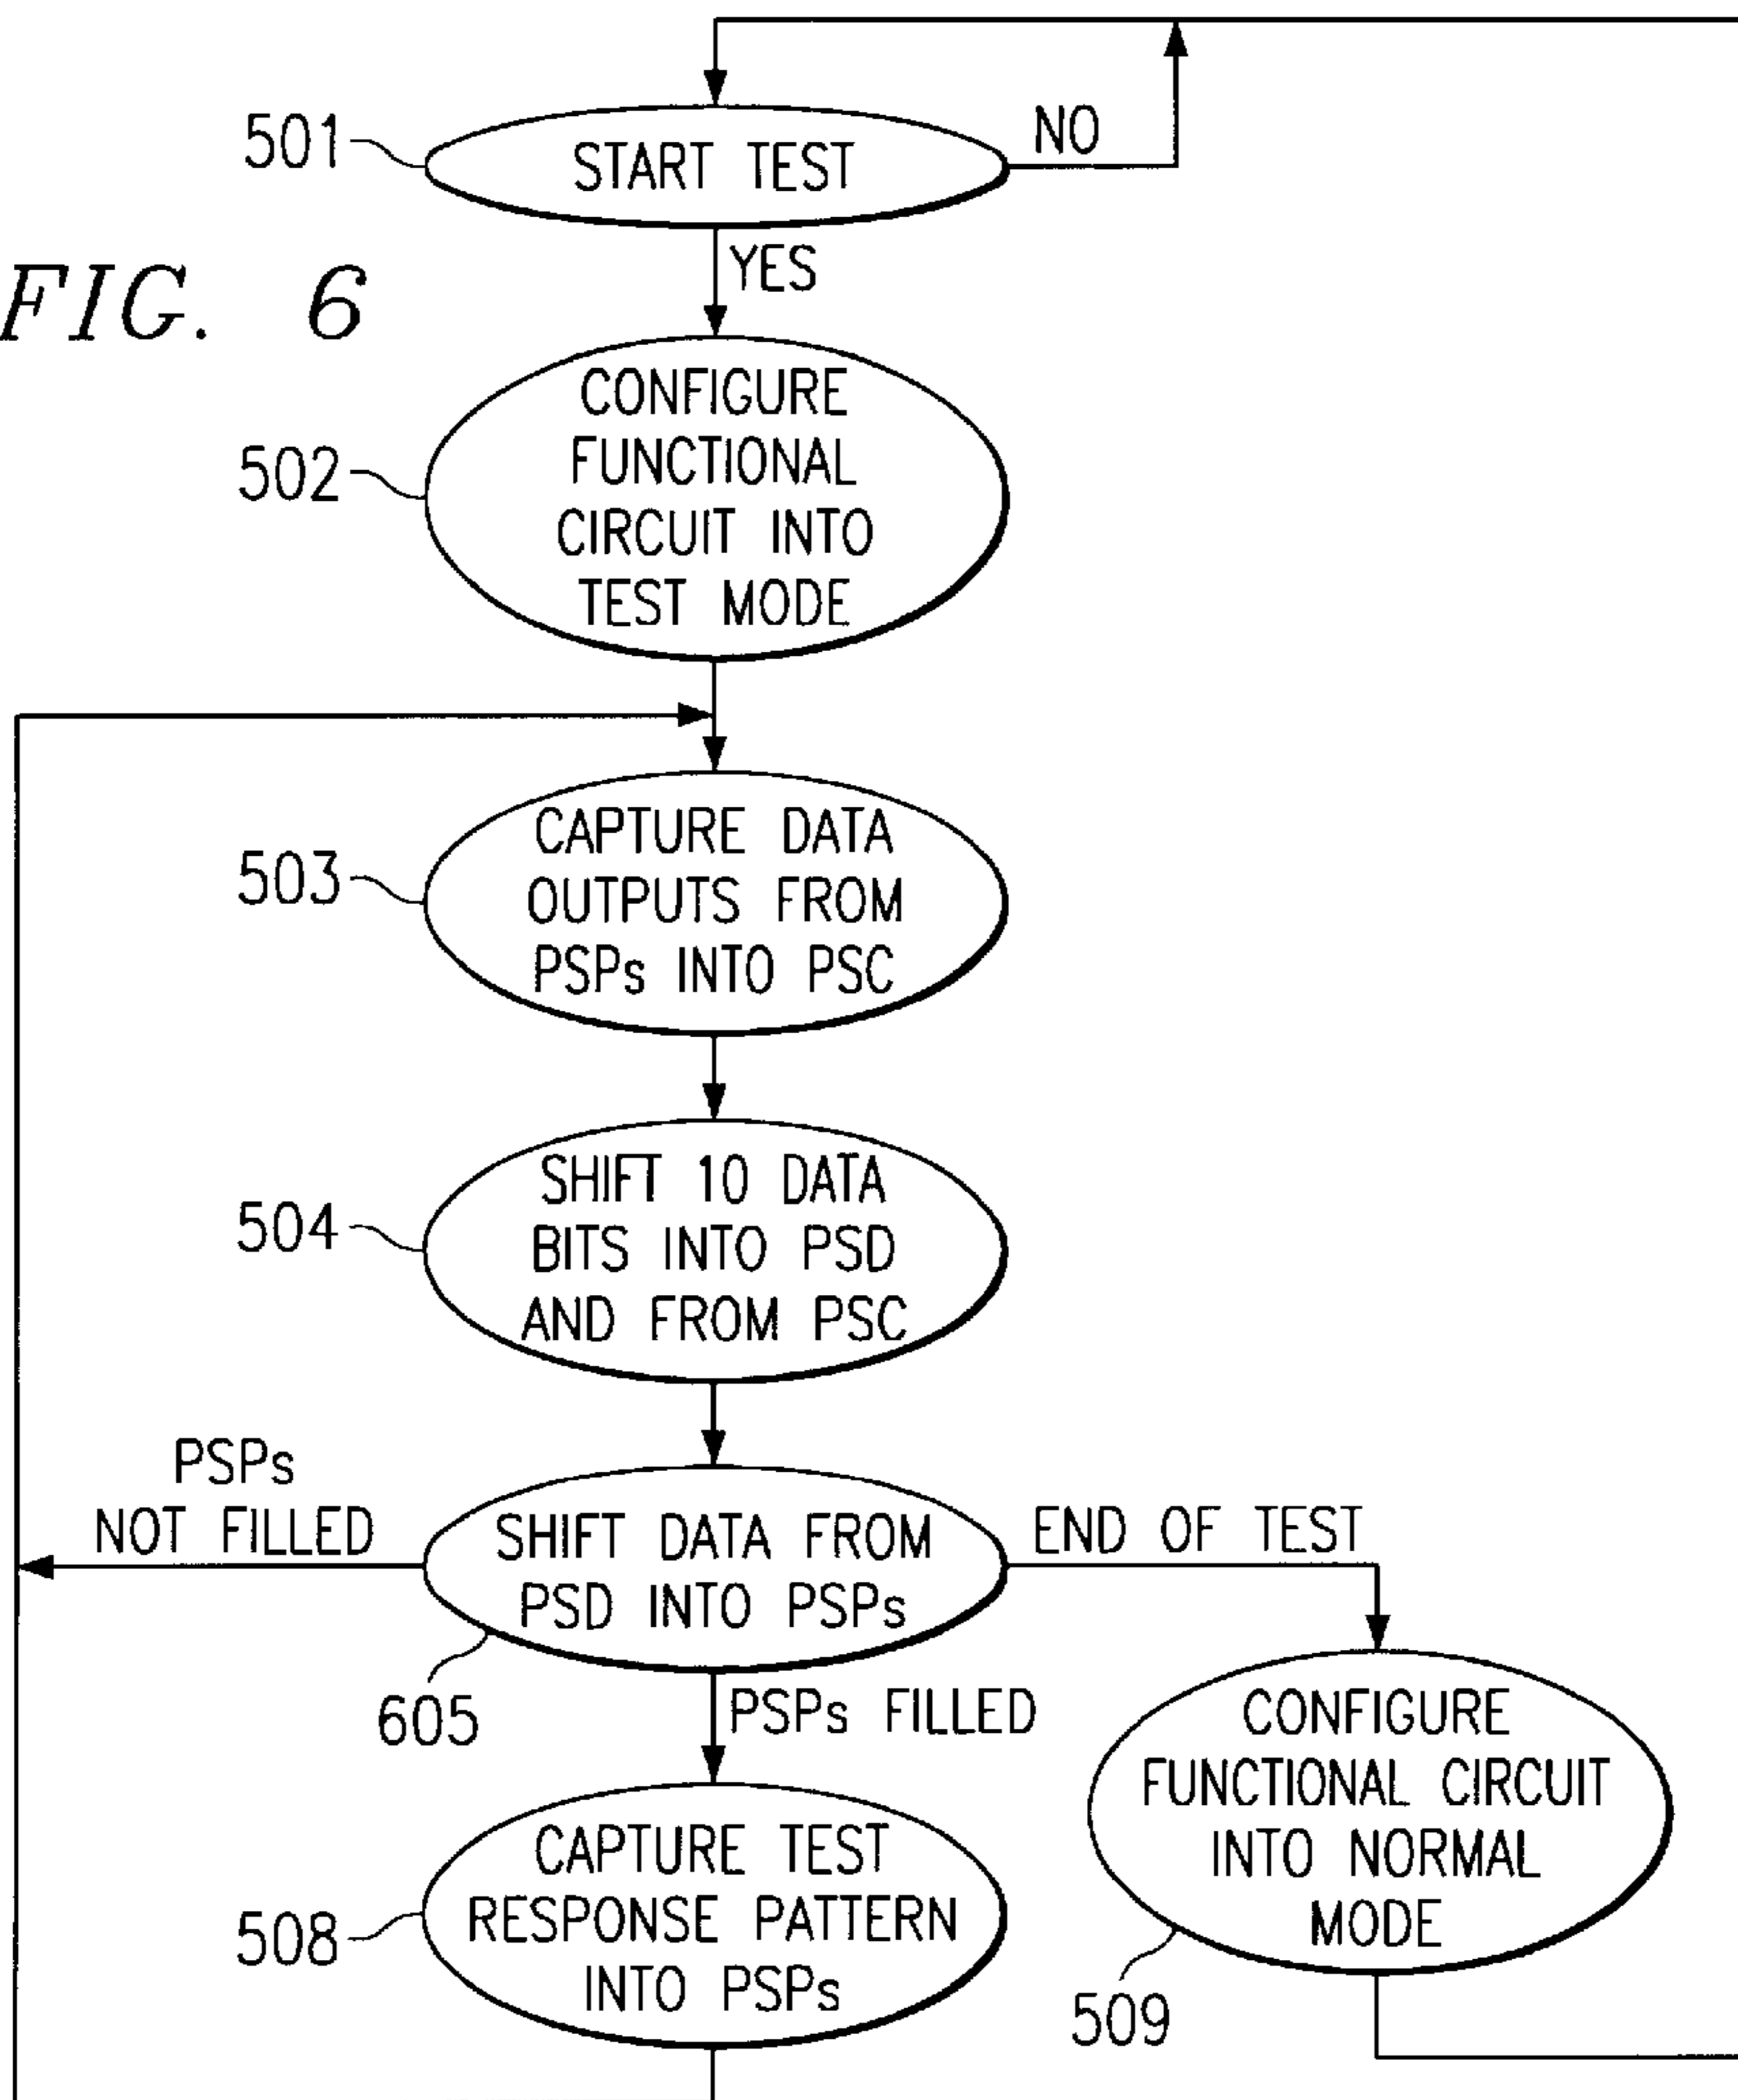 501
START TEST
NO
YES
FIG. 6
502
CONFIGURE
FUNCTIONAL
CIRCUIT INTO
TEST MODE
503
CAPTURE DATA
OUTPUTS FROM
PSPs INTO PSC
504
SHIFT 10 DATA
BITS INTO PSD
AND FROM PSC
PSPs
NOT FILLED
SHIFT DATA FROM
PSD INTO PSPs
END OF TEST
605
PSPs FILLED
CONFIGURE
FUNCTIONAL CIRCUIT
INTO NORMAL
MODE
508
CAPTURE TEST
RESPONSE PATTERN
INTO PSPs
509